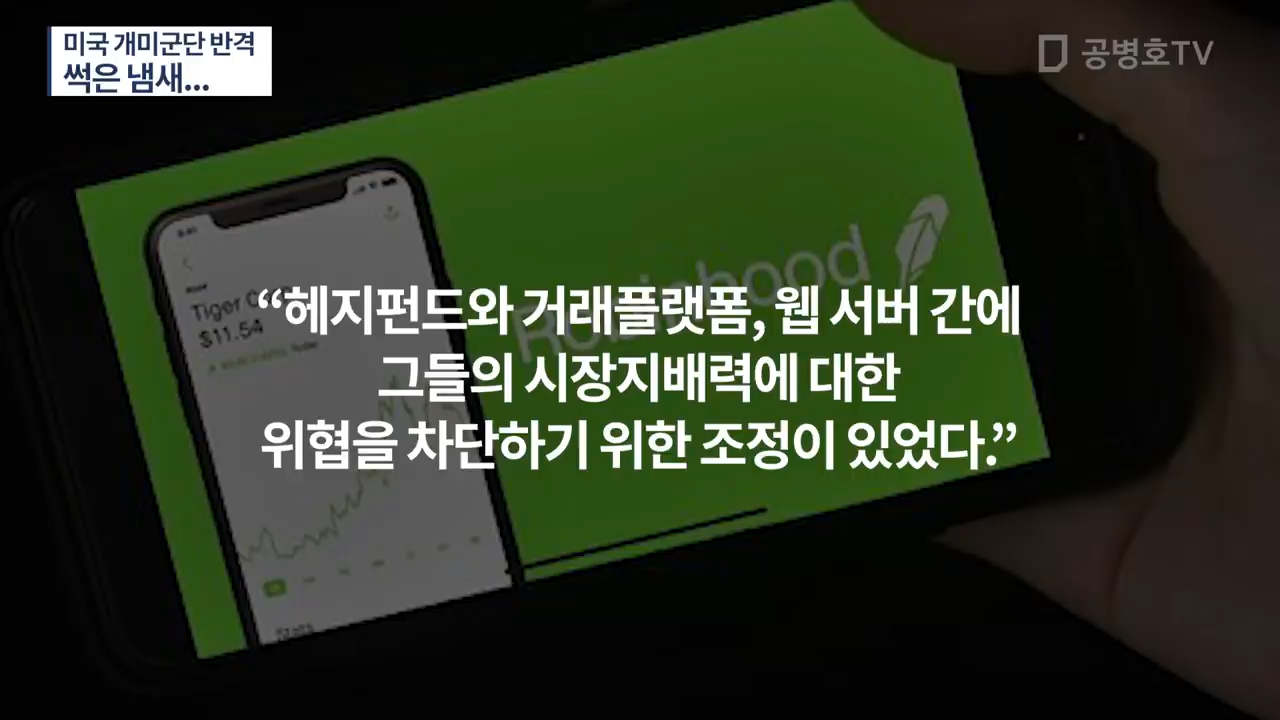 미국 개미군단 반격
썩은 냄새...
공병호TV
Tiger
$11.54
Robinhood
“헤지펀드와 거래플랫폼, 웹 서버 간에
그들의 시장지배력에 대한
위협을 차단하기 위한 조정이 있었다.”
Stats